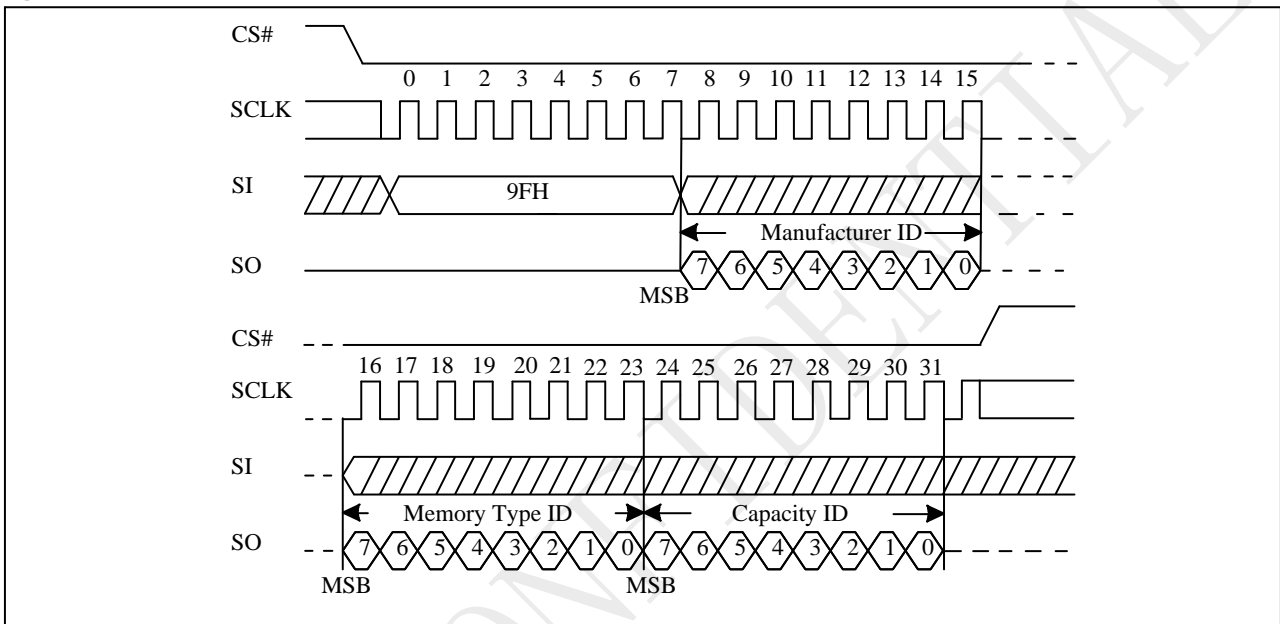 CS#
0 1 2 3 4 5 6 7 8 9 10 11 12 13 14 15
SCLK
SI
9FH
Manufacturer ID
SO
7 6 5 4 3 2 1 0
MSB
CS#
16 17 18 19 20 21 22 23 24 25 26 27 28 29 30 31
SCLK
SI
Memory Type ID Capacity ID
SO
7 6 5 4 3 2 1 0 7 6 5 4 3 2 1 0
MSB MSB
CONFIDENTIAL